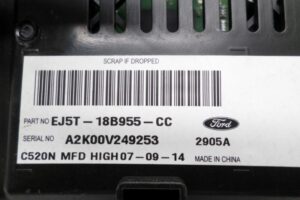 SCRAP IF DROPPED
PART NO EJ5T - 18B955 - CC
Ford
SERIAL NO A2K00V249253 2905A
C520N MFD HIGH 07-09-14 MADE IN CHINA